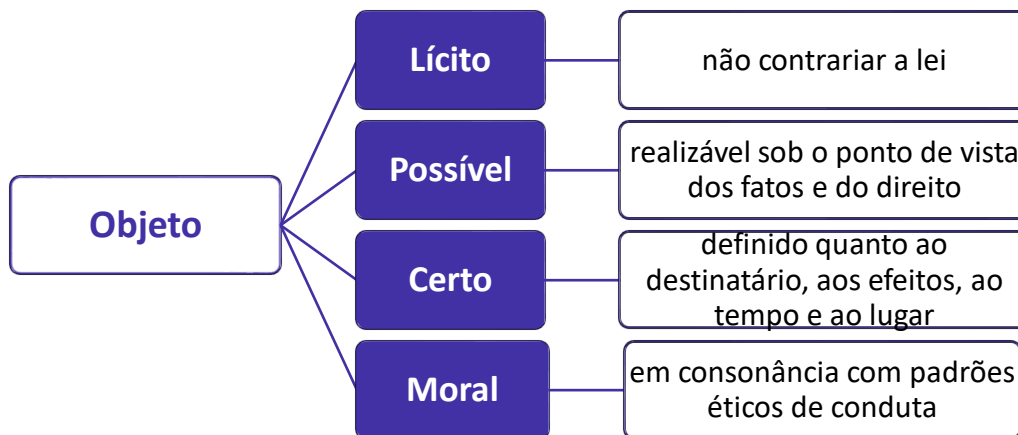 Objeto
Lícito
não contrariar a lei
Possível
realizável sob o ponto de vista
dos fatos e do direito
Certo
definido quanto ao
destinatário, aos efeitos, ao
tempo e ao lugar
Moral
em consonância com padrões
éticos de conduta